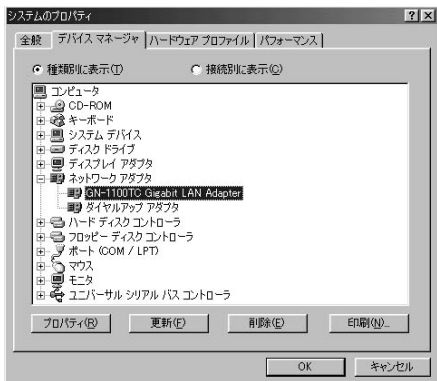 システムのプロパティ
全般 デバイス マネージャ ハードウェア プロファイル パフォーマンス
種類別に表示(T) 接続別に表示(C)
コンピュータ
CD-ROM
キーボード
システム デバイス
ディスク ドライブ
ディスプレイ アダプタ
ネットワーク アダプタ
GN-1100TC Gigabit LAN Adapter
ダイヤルアップ アダプタ
ハード ディスク コントローラ
フロッピー ディスク コントローラ
ポート (COM / LPT)
マウス
モニタ
ユニバーサル シリアル バス コントローラ
プロパティ(R) 更新(F) 削除(E) 印刷(N)...
OK キャンセル